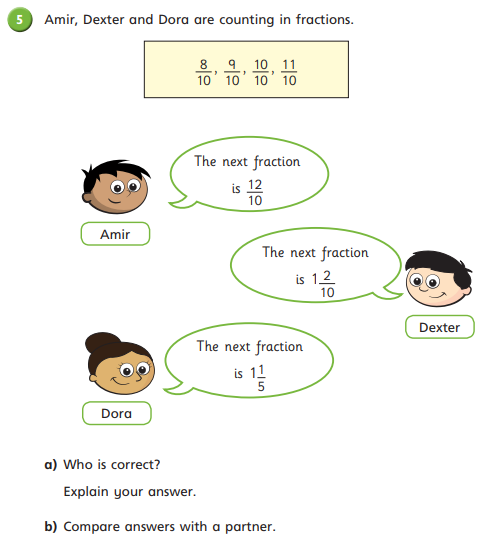 5 Amir, Dexter and Dora are counting in fractions.
8/10, 9/10, 10/10, 11/10
The next fraction
is 12/10
Amir
The next fraction
is 1 2/10
Dexter
The next fraction
is 1 1/5
Dora
a) Who is correct?
Explain your answer.
b) Compare answers with a partner.